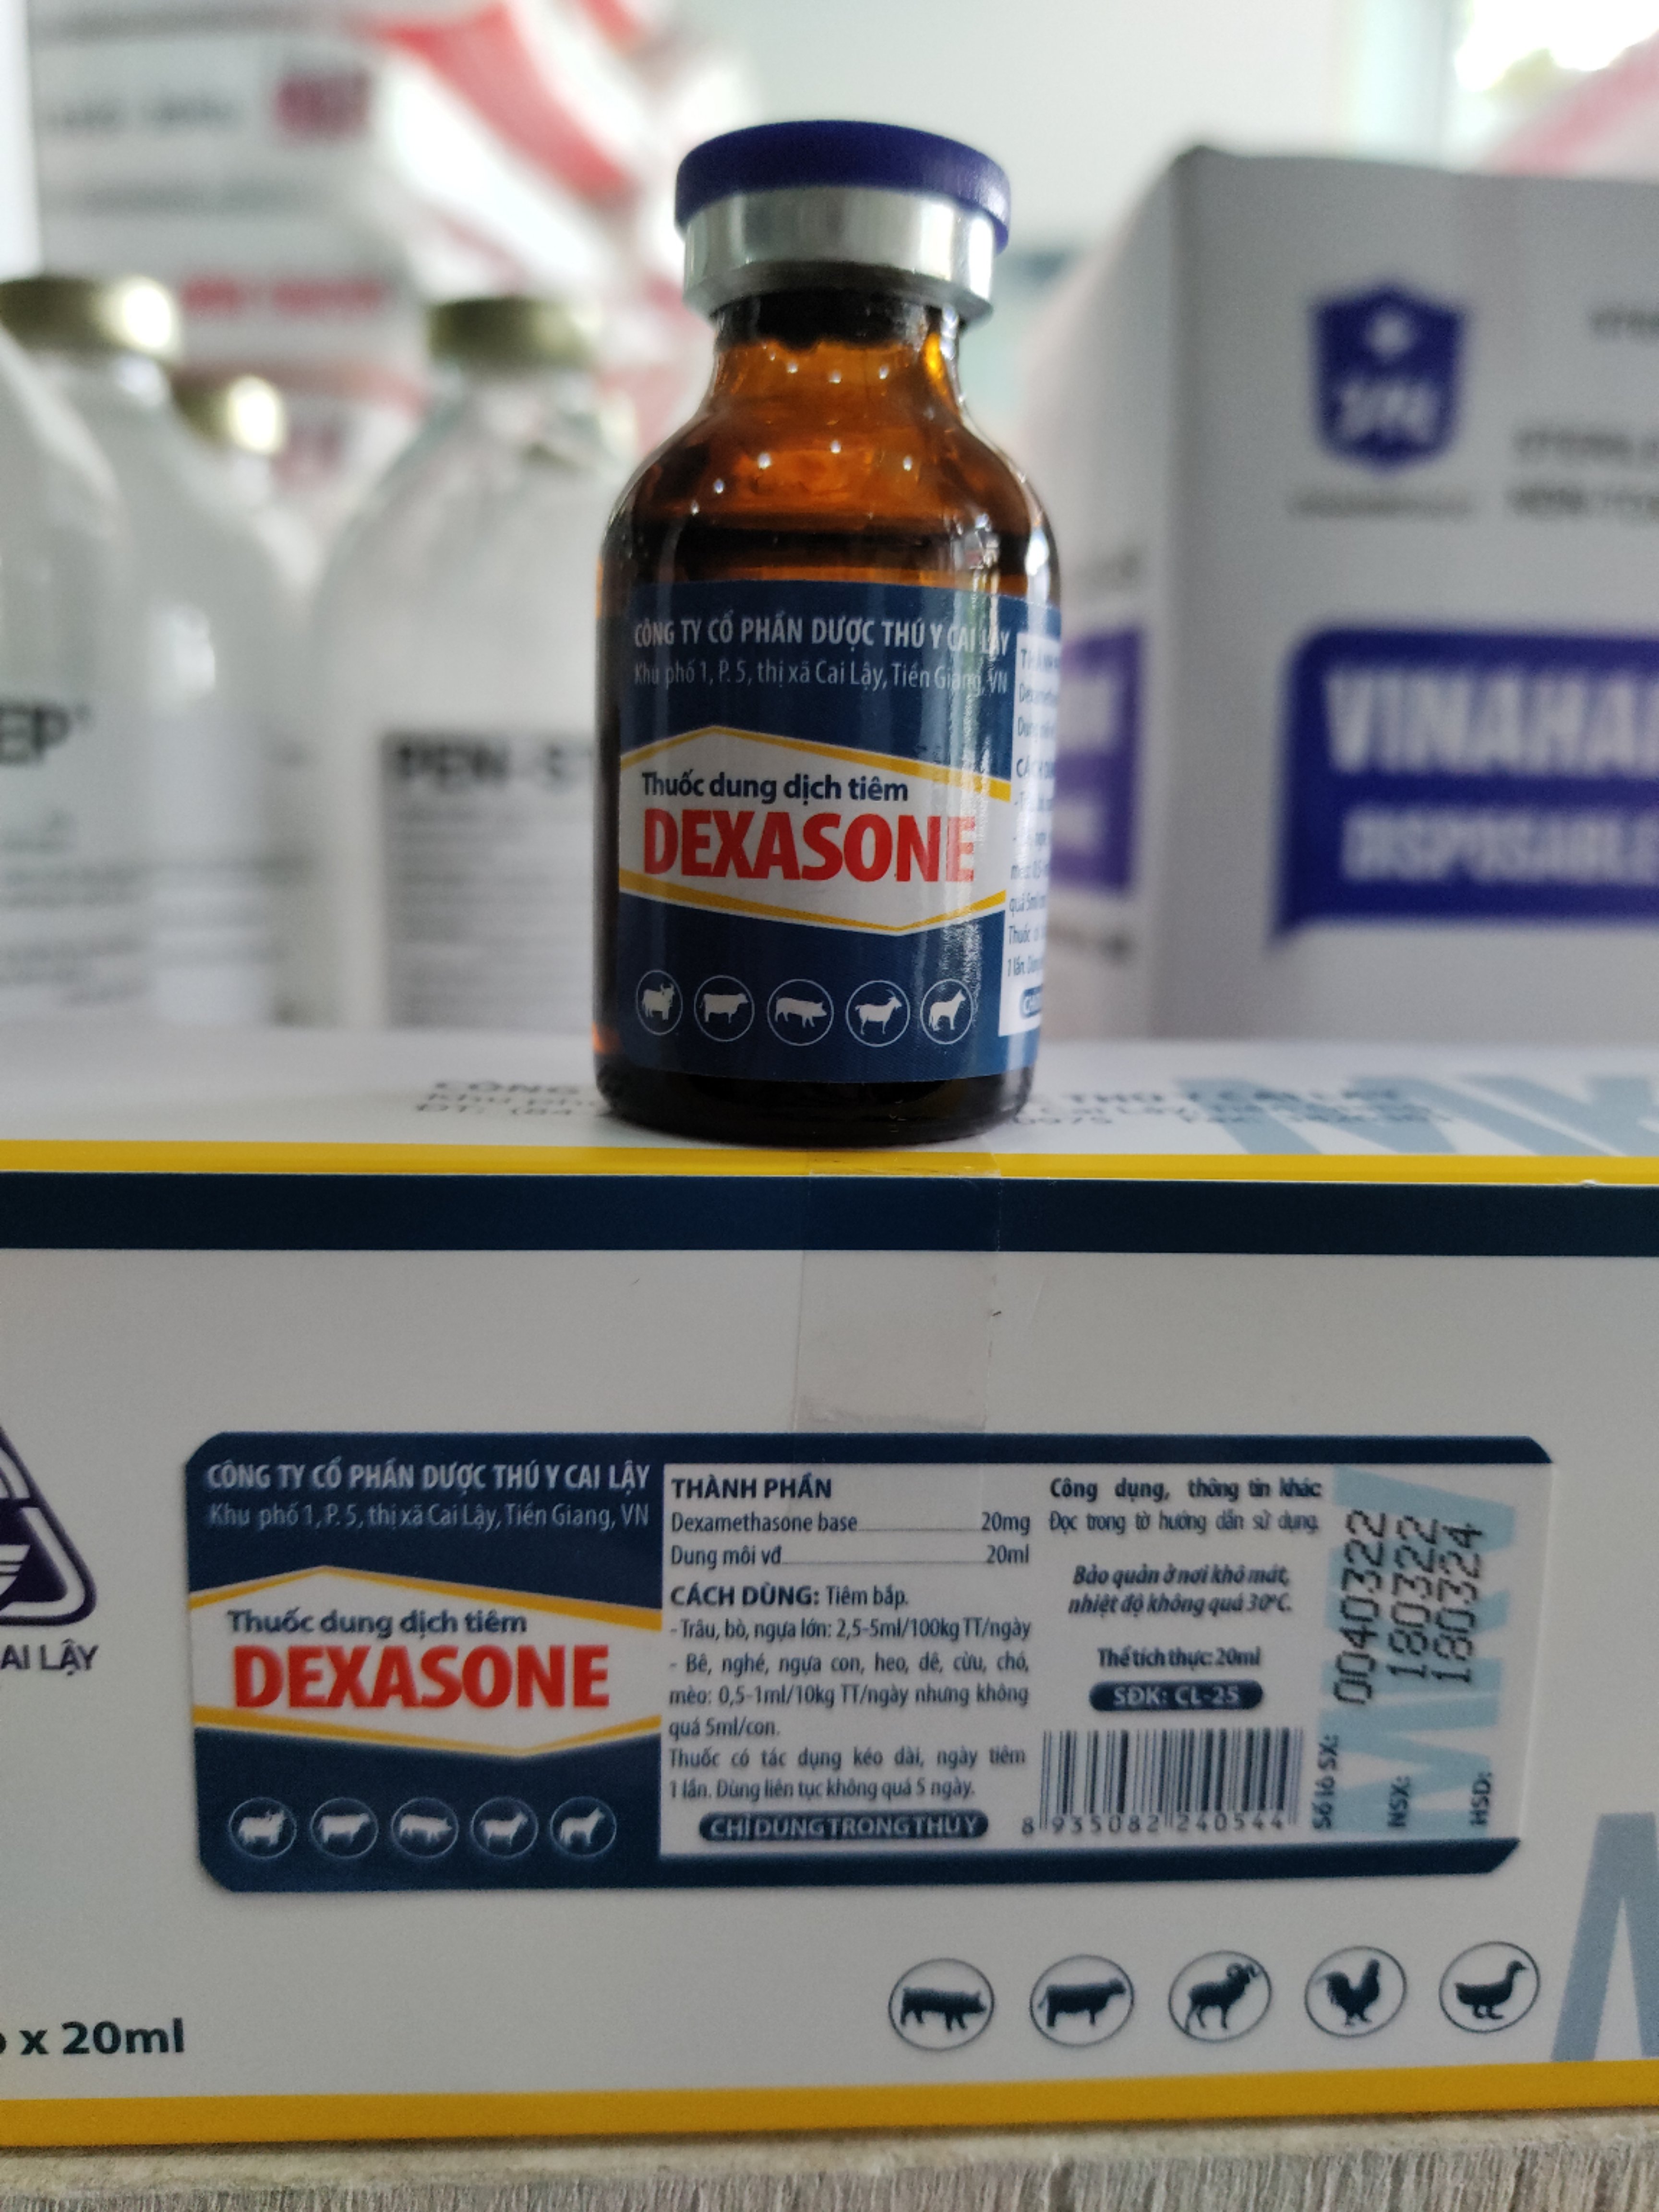 CÔNG TY CỔ PHẦN DƯỢC THÚ Y CAI LẬY
Khu phố 1, P. 5, thị xã Cai Lậy, Tiền Giang, VN
Thuốc dung dịch tiêm
DEXASONE
EP
PEN-S
VINAHA
DISPOSABLE
CÔNG TY CỔ PHẦN DƯỢC THÚ Y CAI LẬY
Khu phố 1, P. 5, thị xã Cai Lậy, Tiền Giang, VN
Thuốc dung dịch tiêm
DEXASONE
THÀNH PHẦN
Dexamethasone base 20mg
Dung môi vđ 20ml
CÁCH DÙNG: Tiêm bắp.
- Trâu, bò, ngựa lớn: 2,5-5ml/100kg TT/ngày
- Bê, nghé, ngựa con, heo, dê, cừu, chó,
mèo: 0,5-1ml/10kg TT/ngày nhưng không
quá 5ml/con.
Thuốc có tác dụng kéo dài, ngày tiêm
1 lần. Dùng liên tục không quá 5 ngày.
CHỈ DÙNG TRONG THÚ Y
Công dụng, thông tin khác
Đọc trong tờ hướng dẫn sử dụng.
Bảo quản ở nơi khô mát,
nhiệt độ không quá 30°C.
Thể tích thực: 20ml
SĐK: CL-25
8 935082 240544
Số lô SX: 0040322
NSX: 180322
HSD: 180324
AI LẬY
x 20ml